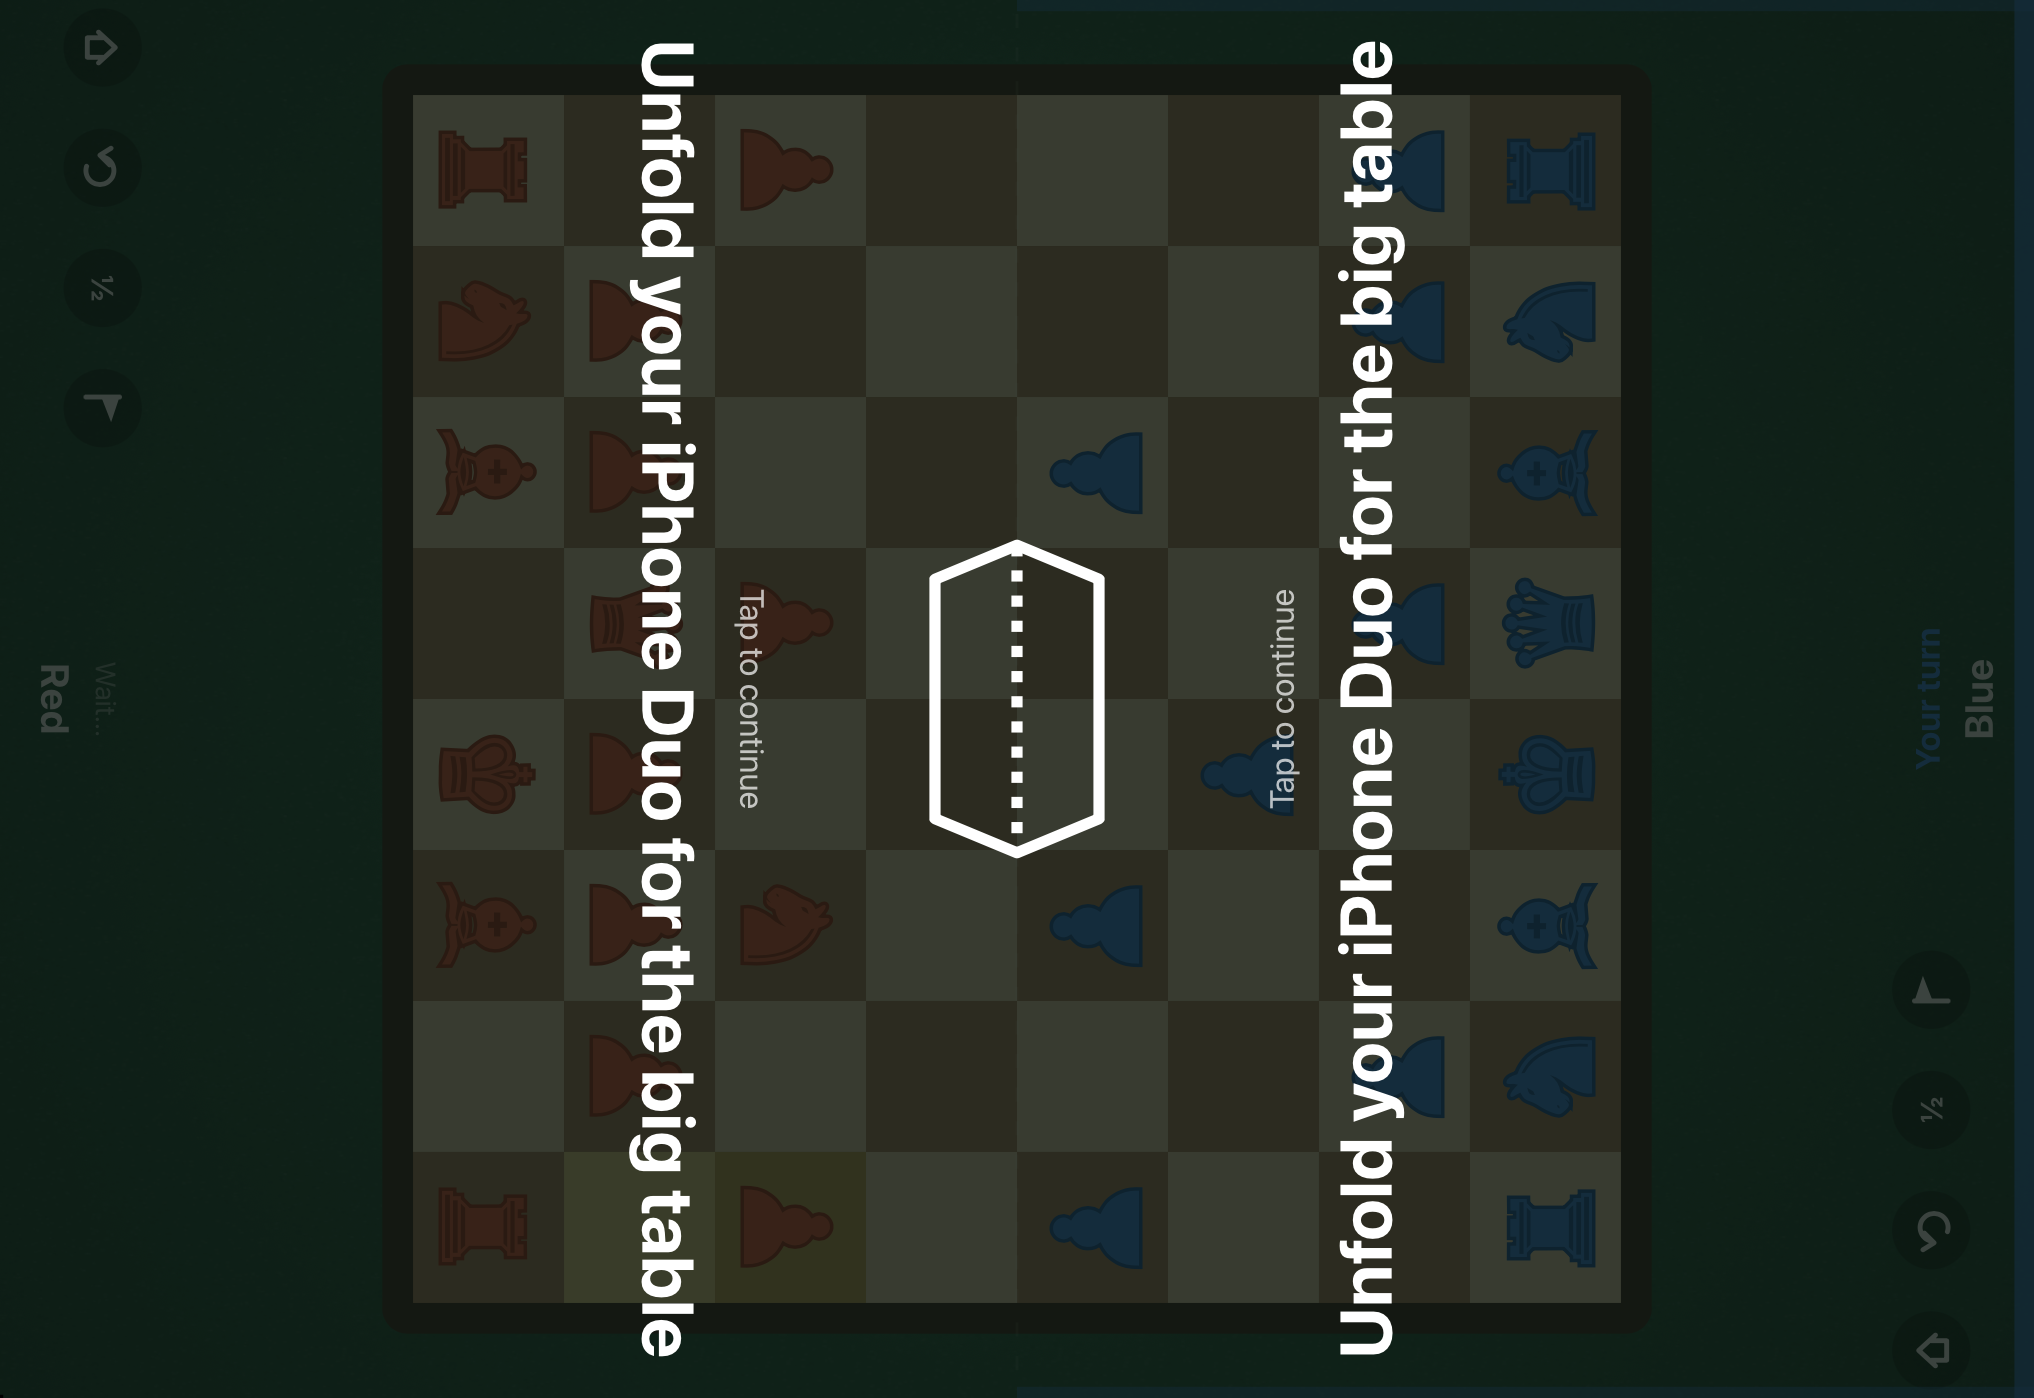 Unfold your iPhone Duo for the big table
Tap to continue
Tap to continue
Unfold your iPhone Duo for the big table
Red
Wait...
½
Your turn
Blue
½